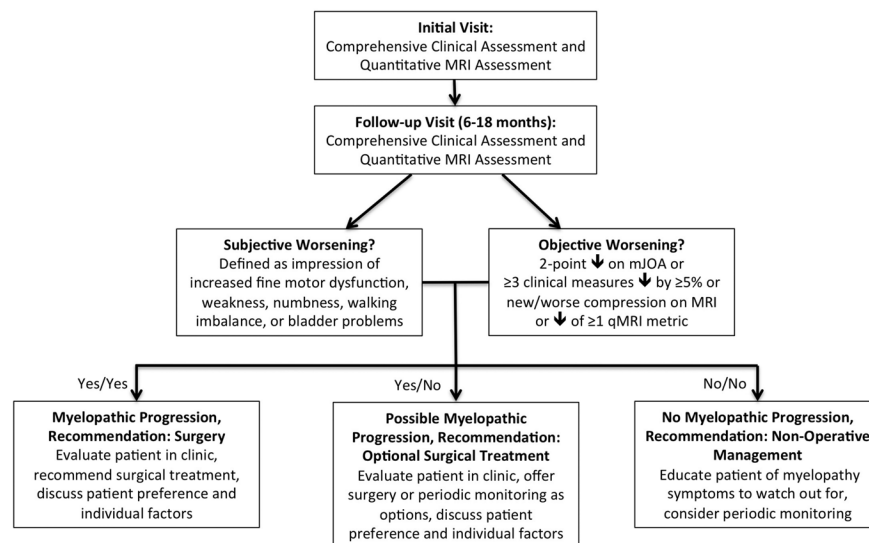 Initial Visit:
Comprehensive Clinical Assessment and
Quantitative MRI Assessment
Follow-up Visit (6-18 months):
Comprehensive Clinical Assessment and
Quantitative MRI Assessment
Subjective Worsening?
Defined as impression of
increased fine motor dysfunction,
weakness, numbness, walking
imbalance, or bladder problems
Objective Worsening?
2-point 🡳 on mJOA or
≥3 clinical measures 🡳 by ≥5% or
new/worse compression on MRI
or 🡳 of ≥1 qMRI metric
Yes/Yes
Yes/No
No/No
Myelopathic Progression,
Recommendation: Surgery
Evaluate patient in clinic,
recommend surgical treatment,
discuss patient preference and
individual factors
Possible Myelopathic
Progression, Recommendation:
Optional Surgical Treatment
Evaluate patient in clinic, offer
surgery or periodic monitoring as
options, discuss patient
preference and individual factors
No Myelopathic Progression,
Recommendation: Non-Operative
Management
Educate patient of myelopathy
symptoms to watch out for,
consider periodic monitoring